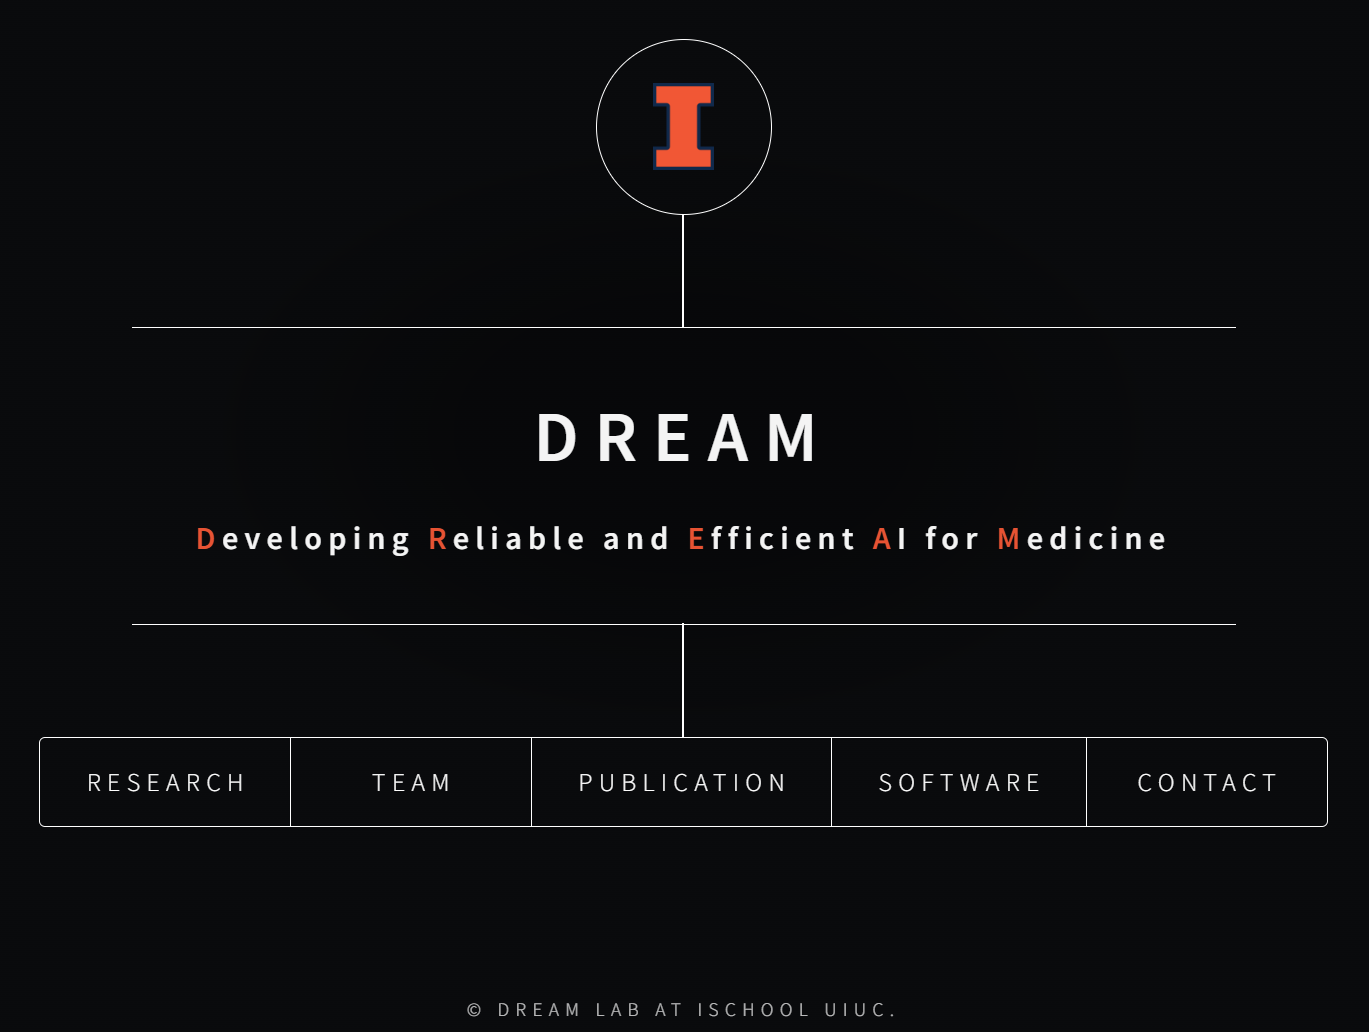 I
DREAM
Developing Reliable and Efficient AI for Medicine
RESEARCH
TEAM
PUBLICATION
SOFTWARE
CONTACT
© DREAM LAB AT ISCHOOL UIUC.